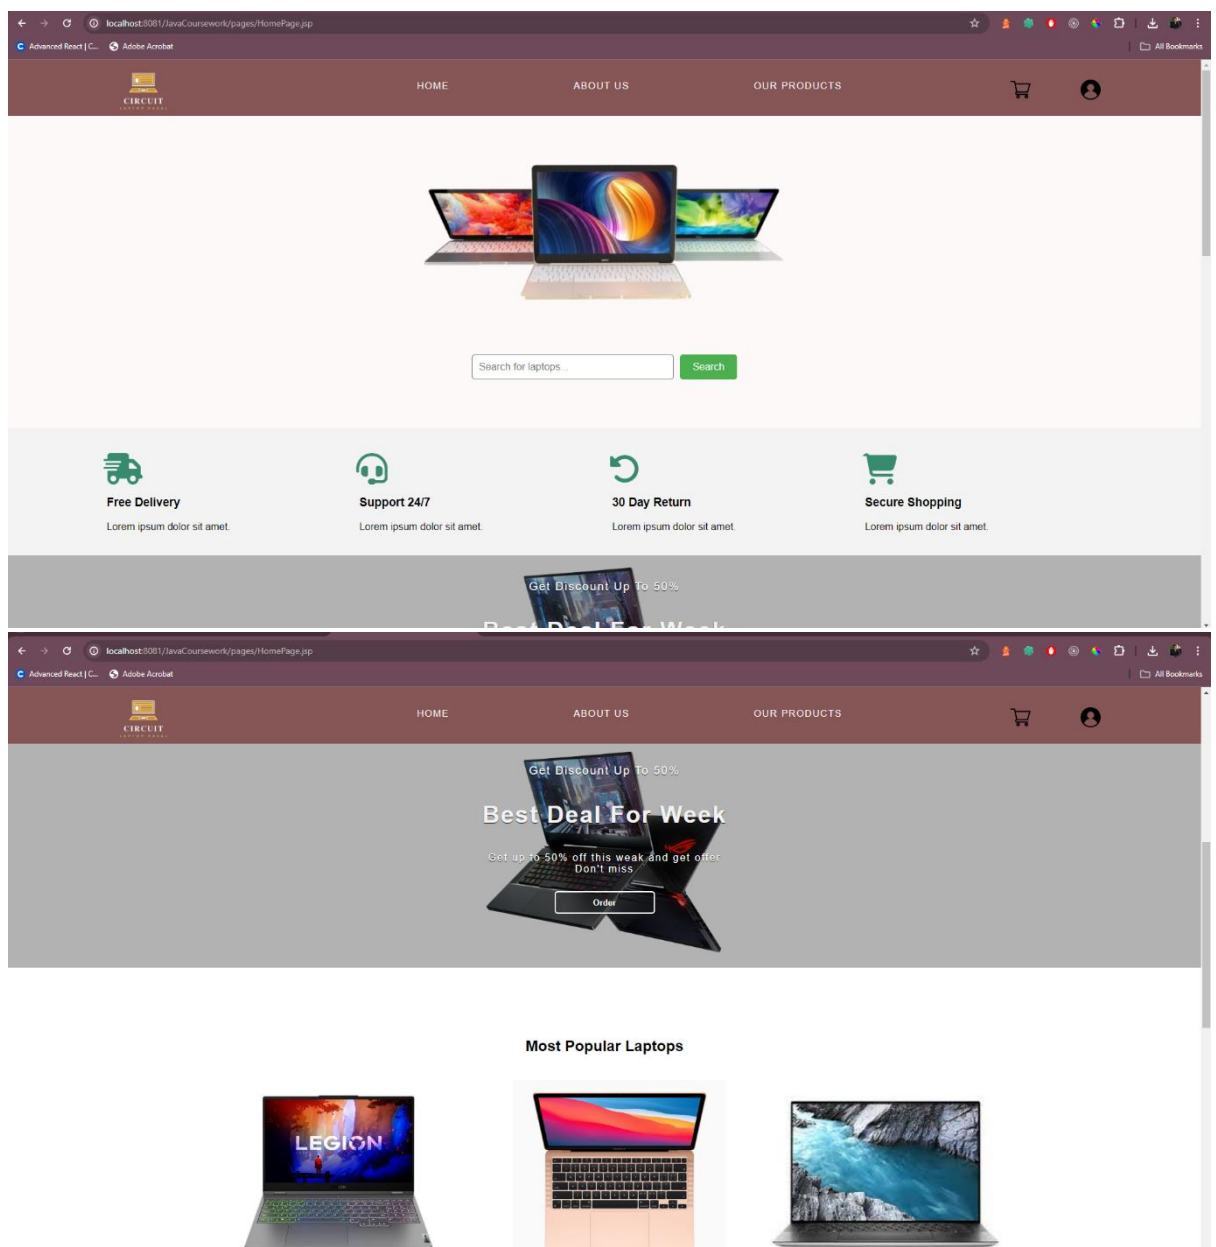 localhost:8081/JavaCoursework/pages/HomePage.jsp
Advanced React | C... Adobe Acrobat All Bookmarks
CIRCUIT
HOME ABOUT US OUR PRODUCTS
Search for laptops... Search
Free Delivery Support 24/7 30 Day Return Secure Shopping
Lorem ipsum dolor sit amet. Lorem ipsum dolor sit amet. Lorem ipsum dolor sit amet. Lorem ipsum dolor sit amet.
Get Discount Up To 50%
Best Deal For Week
localhost:8081/JavaCoursework/pages/HomePage.jsp
Advanced React | C... Adobe Acrobat All Bookmarks
CIRCUIT
HOME ABOUT US OUR PRODUCTS
Get Discount Up To 50%
Best Deal For Week
Get up to 50% off this weak and get offer
Don't miss
Order
Most Popular Laptops
LEGION